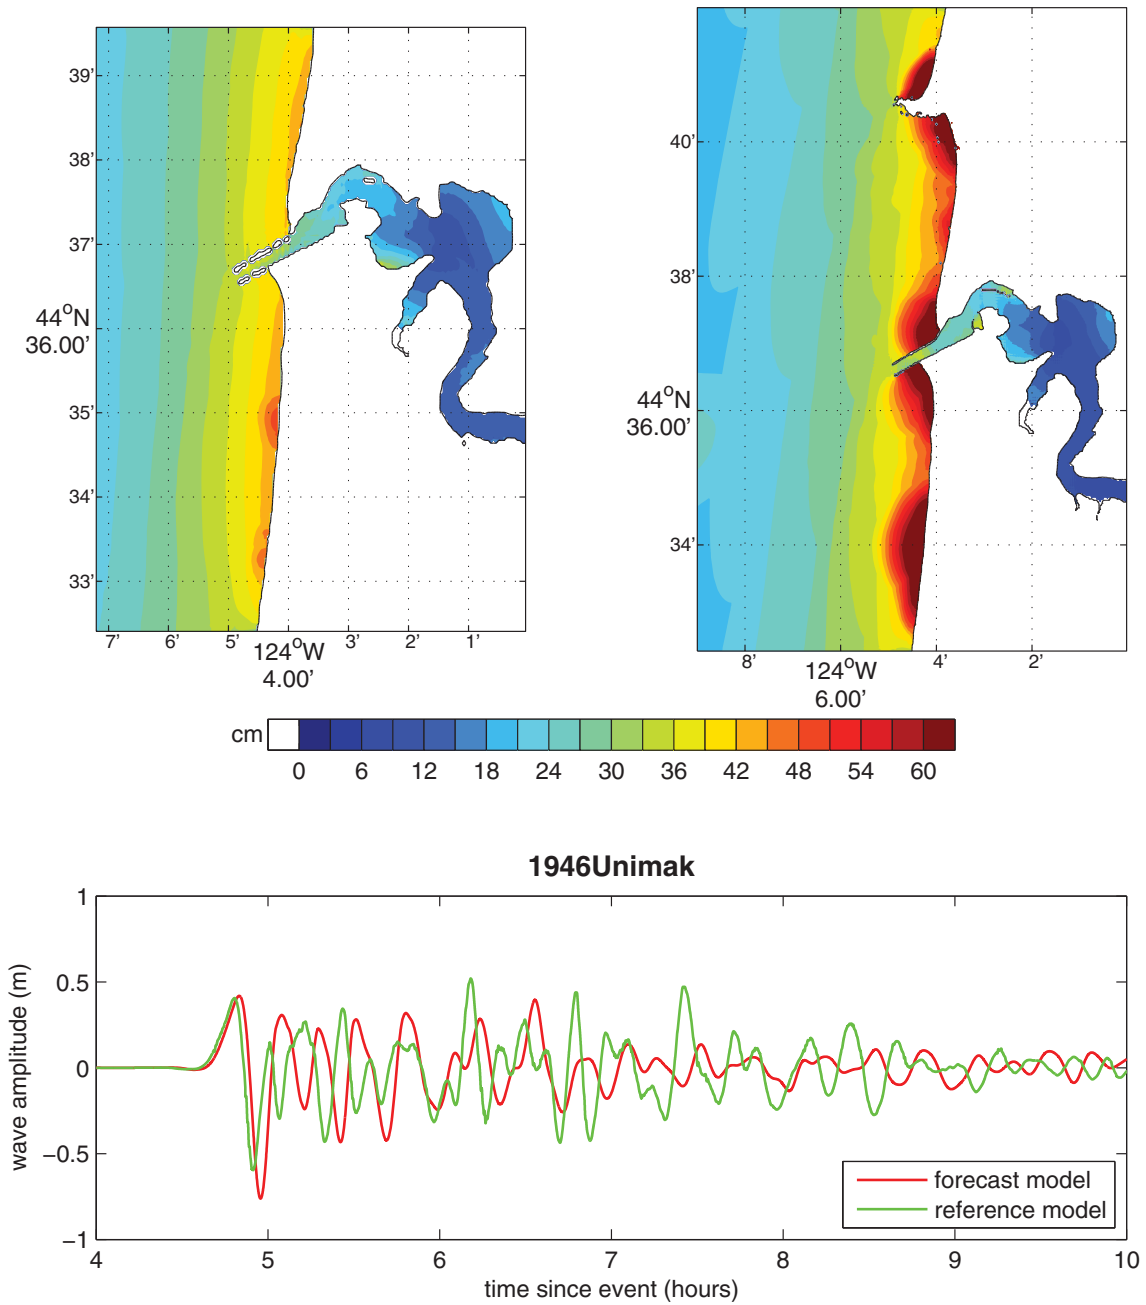 39'
38'
37'
44°N
36.00'
35'
34'
33'
7' 6' 5' 124°W 3' 2' 1'
4.00'
40'
38'
44°N
36.00'
34'
8' 124°W 4' 2'
6.00'
cm
0 6 12 18 24 30 36 42 48 54 60
1946Unimak
wave amplitude (m)
1
0.5
0
−0.5
−1
forecast model
reference model
4 5 6 7 8 9 10
time since event (hours)